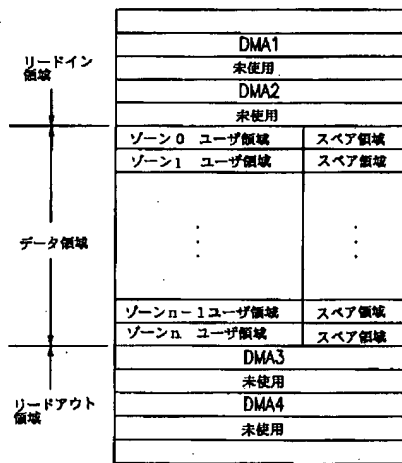 DMA1
リードイン
領域
未使用
DMA2
未使用
ゾーン0 ユーザ領域 スペア領域
ゾーン1 ユーザ領域 スペア領域
データ領域
ゾーンn-1ユーザ領域 スペア領域
ゾーンn ユーザ領域 スペア領域
DMA3
未使用
リードアウト
領域
DMA4
未使用